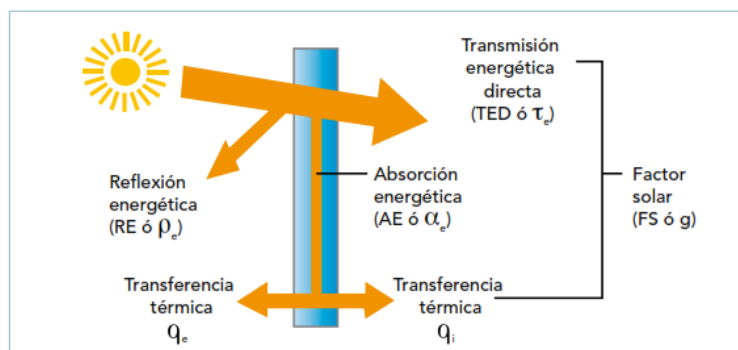 Transmisión
energética
directa
(TED ó τe)
Reflexión
energética
(RE ó ρe)
Absorción
energética
(AE ó αe)
Factor
solar
(FS ó g)
Transferencia
térmica
qe
Transferencia
térmica
qi